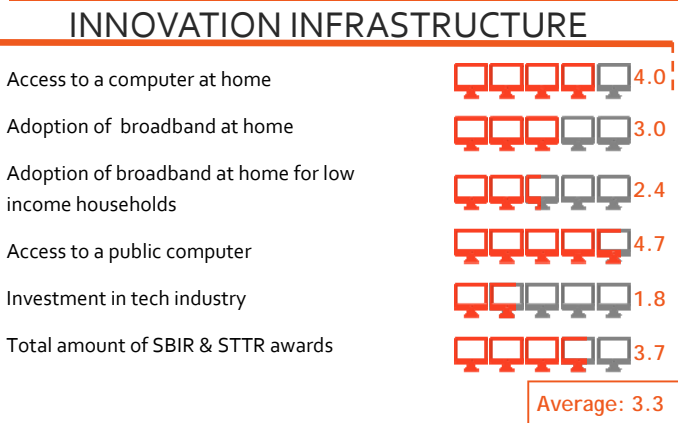 INNOVATION INFRASTRUCTURE
Access to a computer at home 4.0
Adoption of broadband at home 3.0
Adoption of broadband at home for low
income households 2.4
Access to a public computer 4.7
Investment in tech industry 1.8
Total amount of SBIR & STTR awards 3.7
Average: 3.3